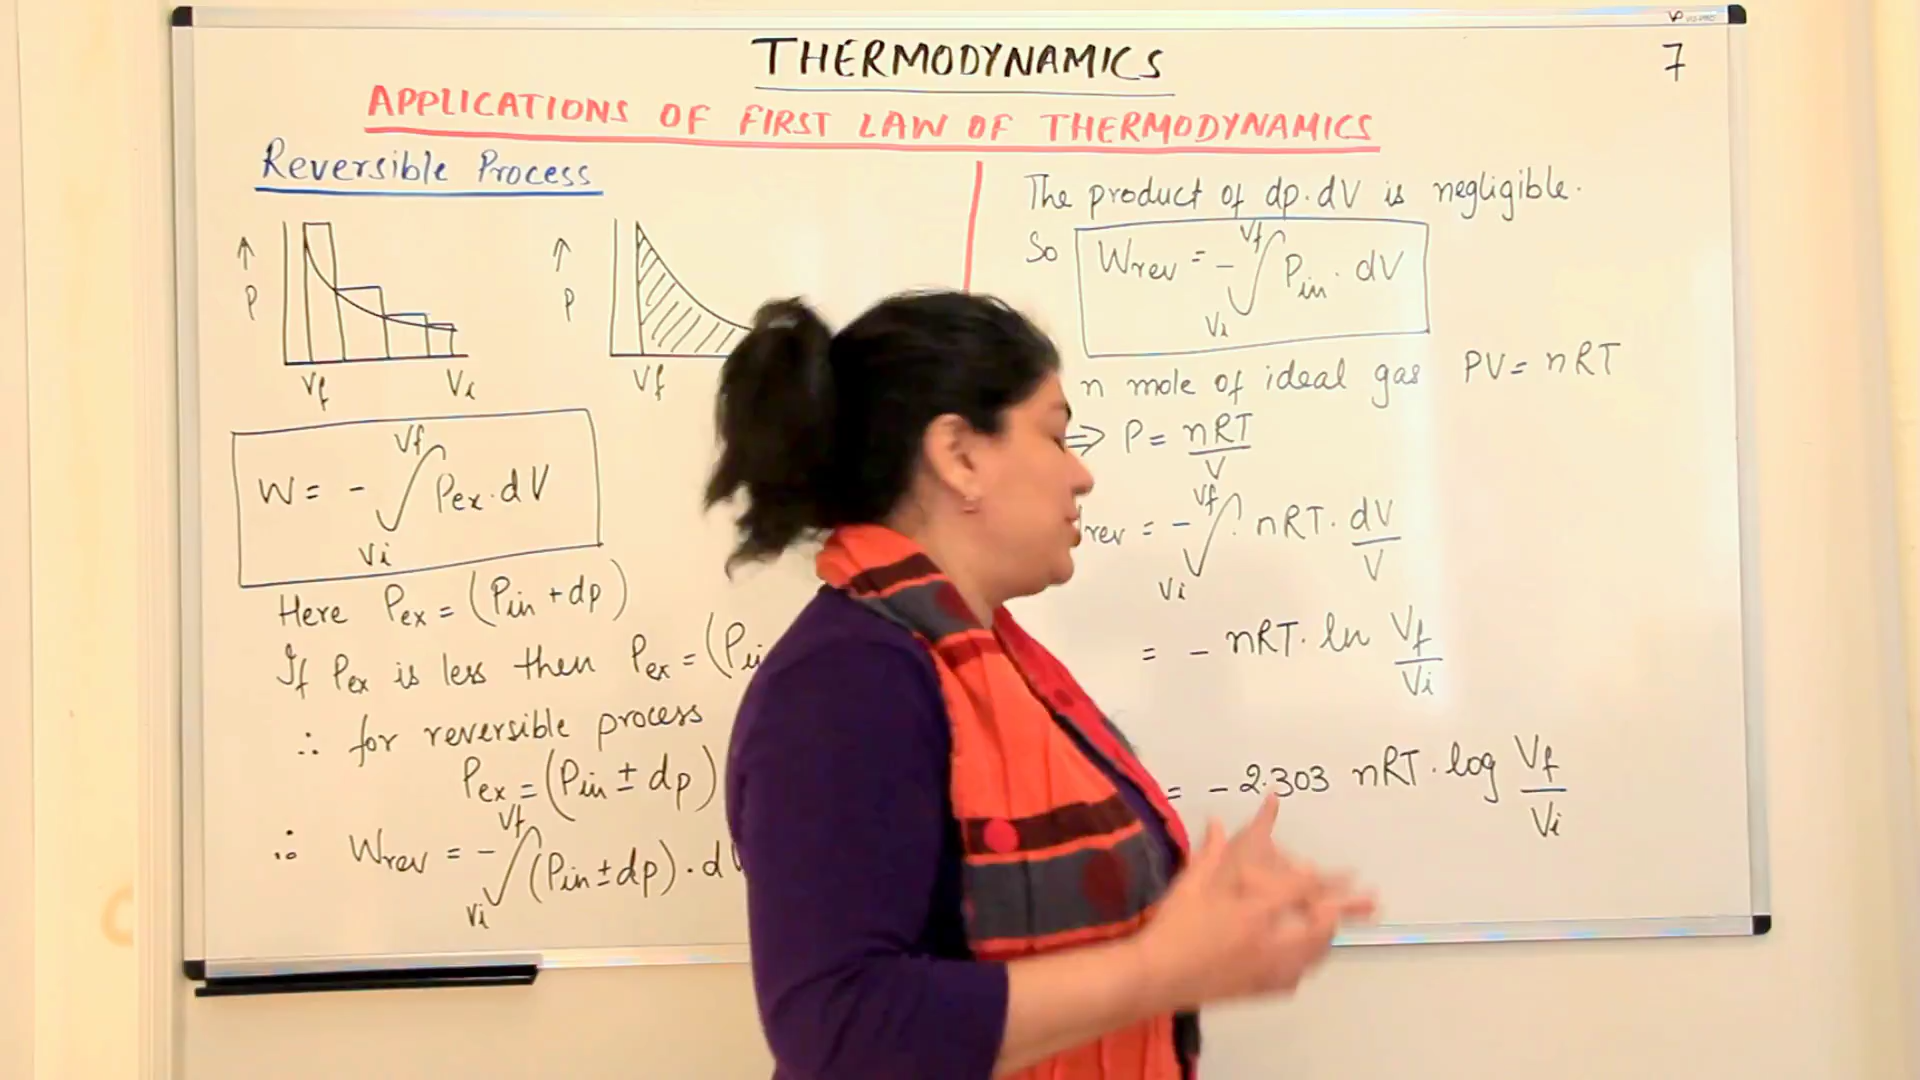 THERMODYNAMICS
7
APPLICATIONS OF FIRST LAW OF THERMODYNAMICS
Reversible Process
↑ P
Vf Vi
↑ P
Vf
W = - ∫ Vi Vf Pex . dV
Here Pex = (Pin + dp)
If Pex is less then Pex = (Pin
∴ for reversible process
Pex = (Pin ± dp)
∴ Wrev = - ∫ Vi Vf (Pin ± dp) . d
The product of dp.dV is negligible.
So Wrev = - ∫ Vi Vf Pin . dV
n mole of ideal gas PV = nRT
⇒ P = nRT/V
rev = - ∫ Vi Vf nRT . dV/V
= - nRT . ln Vf/Vi
= - 2.303 nRT . log Vf/Vi